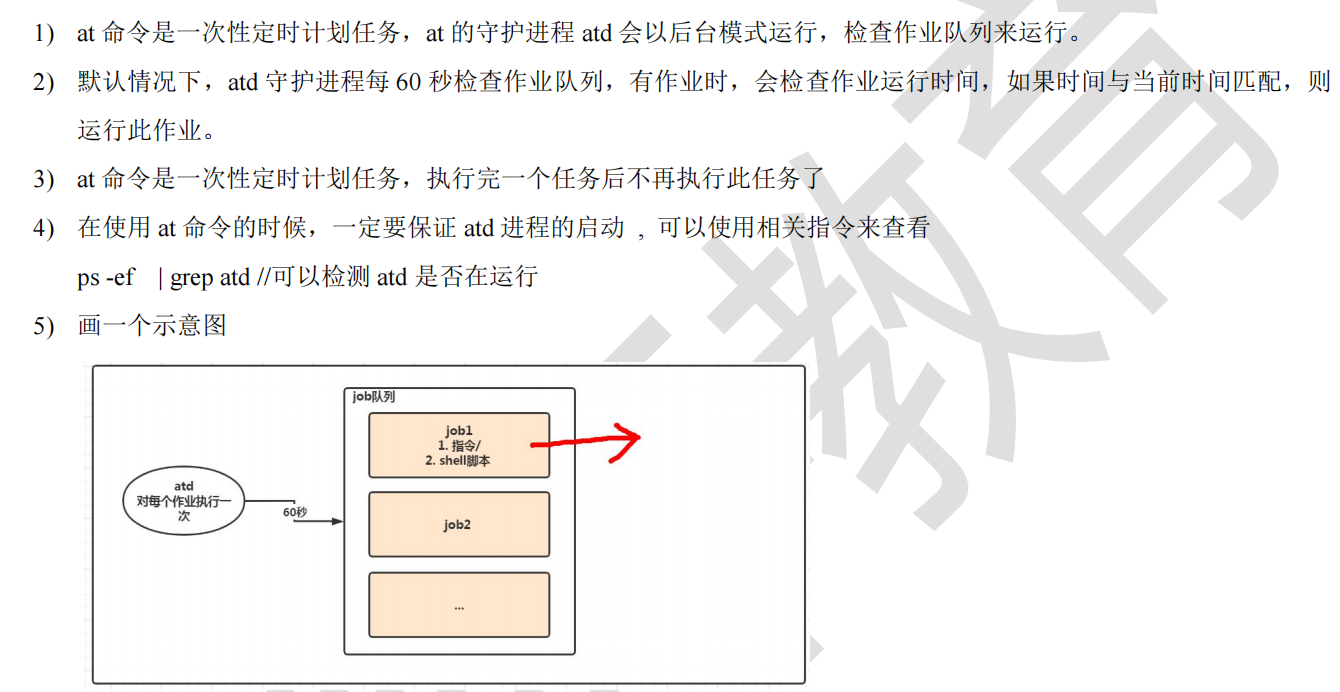 1) at 命令是一次性定时计划任务，at 的守护进程 atd 会以后台模式运行，检查作业队列来运行。
2) 默认情况下，atd 守护进程每 60 秒检查作业队列，有作业时，会检查作业运行时间，如果时间与当前时间匹配，则
运行此作业。
3) at 命令是一次性定时计划任务，执行完一个任务后不再执行此任务了
4) 在使用 at 命令的时候，一定要保证 atd 进程的启动 , 可以使用相关指令来查看
ps -ef | grep atd //可以检测 atd 是否在运行
5) 画一个示意图
job队列
job1
1. 指令/
2. shell脚本
atd
对每个作业执行一
次
60秒
job2
...
教育